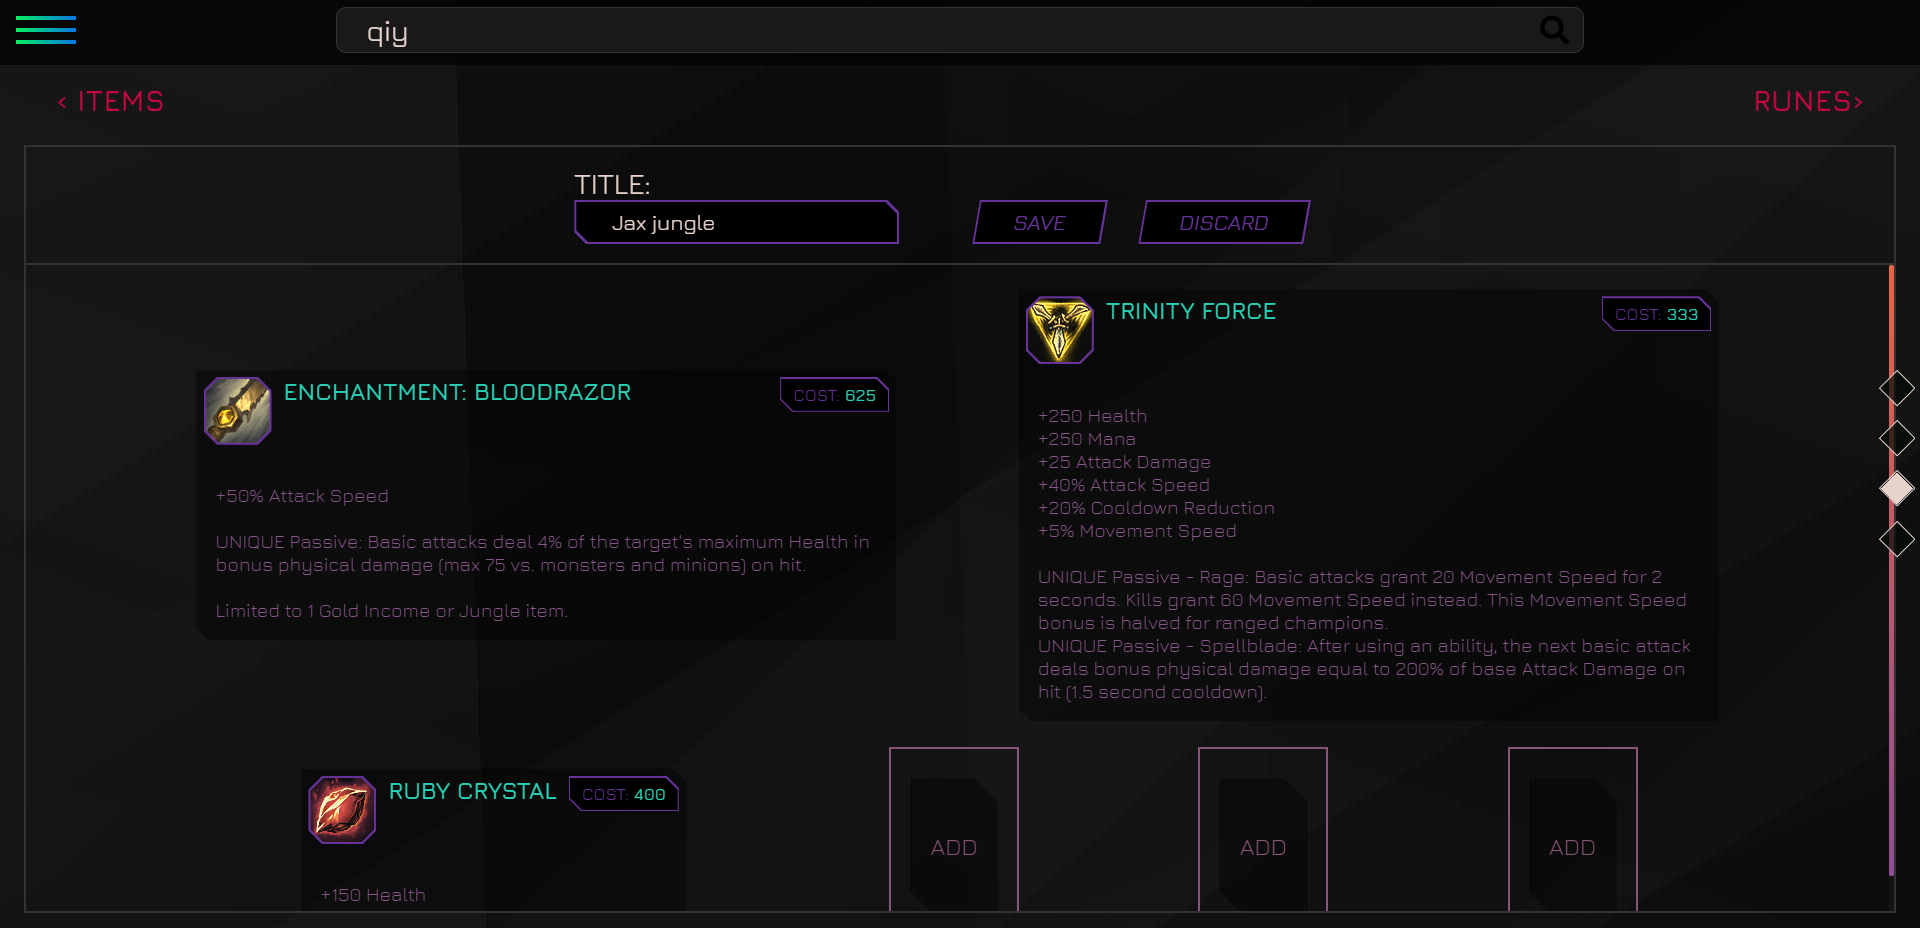 qiy
< ITEMS
RUNES>
TITLE:
Jax jungle
SAVE
DISCARD
ENCHANTMENT: BLOODRAZOR
COST: 625
+50% Attack Speed
UNIQUE Passive: Basic attacks deal 4% of the target's maximum Health in
bonus physical damage (max 75 vs. monsters and minions) on hit.
Limited to 1 Gold Income or Jungle item.
TRINITY FORCE
COST: 333
+250 Health
+250 Mana
+25 Attack Damage
+40% Attack Speed
+20% Cooldown Reduction
+5% Movement Speed
UNIQUE Passive - Rage: Basic attacks grant 20 Movement Speed for 2
seconds. Kills grant 60 Movement Speed instead. This Movement Speed
bonus is halved for ranged champions.
UNIQUE Passive - Spellblade: After using an ability, the next basic attack
deals bonus physical damage equal to 200% of base Attack Damage on
hit (1.5 second cooldown).
RUBY CRYSTAL
COST: 400
+150 Health
ADD
ADD
ADD